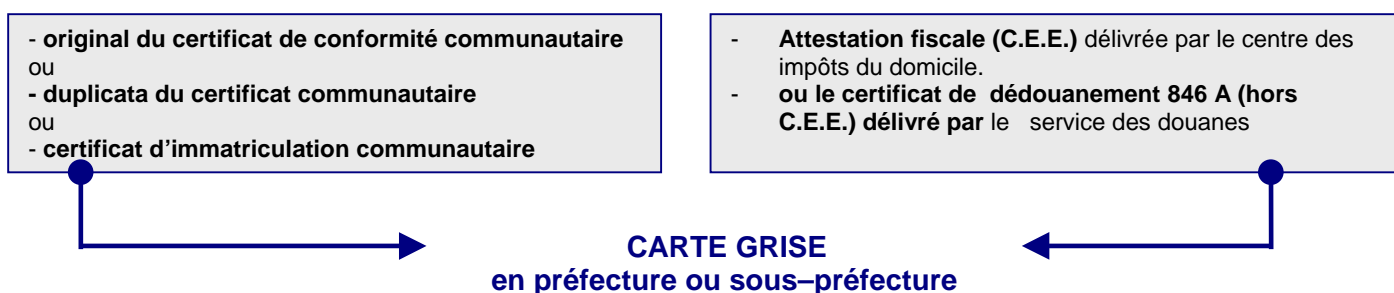 - original du certificat de conformité communautaire
ou
- duplicata du certificat communautaire
ou
- certificat d'immatriculation communautaire
- Attestation fiscale (C.E.E.) délivrée par le centre des
impôts du domicile.
- ou le certificat de dédouanement 846 A (hors
C.E.E.) délivré par le service des douanes
CARTE GRISE
en préfecture ou sous–préfecture